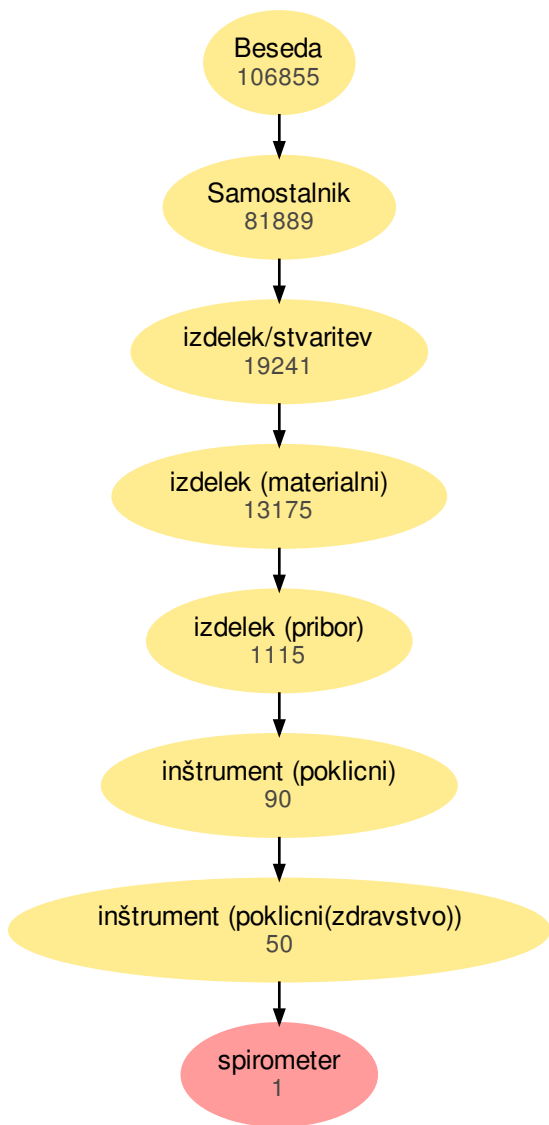 Beseda
106855
Samostalnik
81889
izdelek/stvaritev
19241
izdelek (materialni)
13175
izdelek (pribor)
1115
inštrument (poklicni)
90
inštrument (poklicni(zdravstvo))
50
spirometer
1